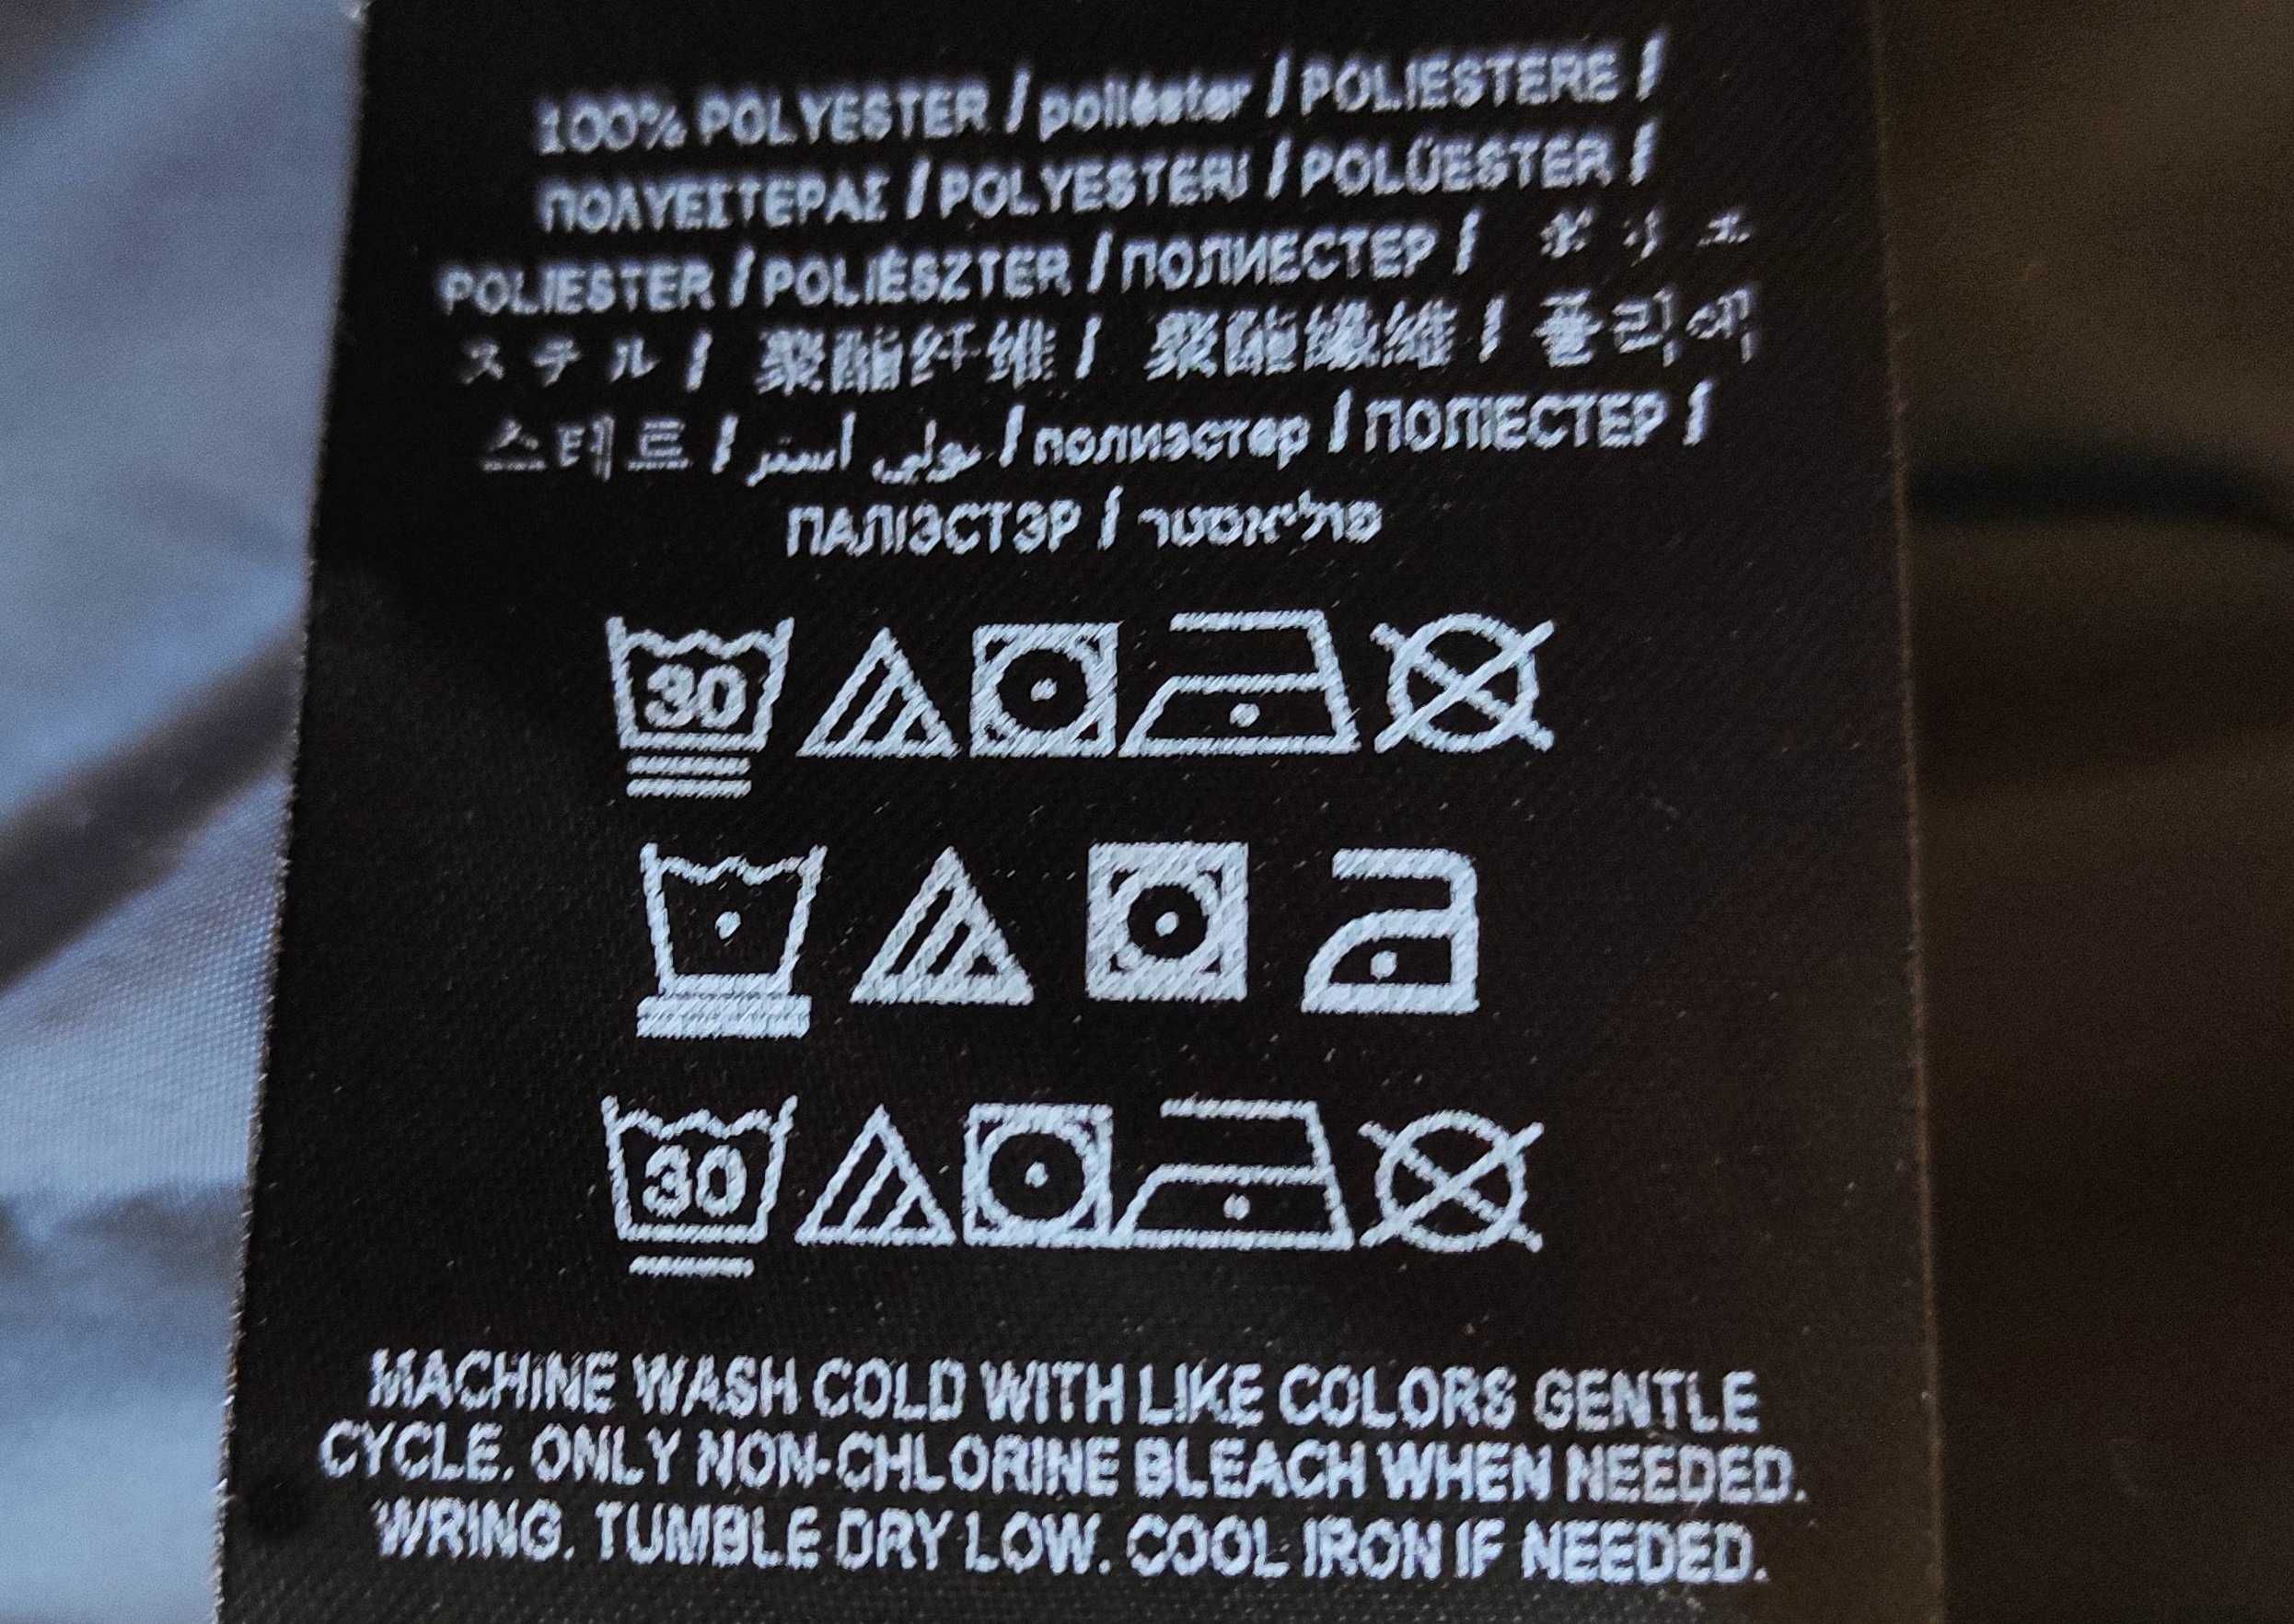 100% POLYESTER / poliéster / POLIESTERE /
ΠΟΛΥΕΣΤΕΡΑΣ / POLYESTERI / POLÜESTER /
POLIESTER / POLIÉSZTER / ПОЛИЕСТЕР / ポ リ エ
ス テ ル / 聚酯纤维 / 聚酯纖維 / 폴리에
스테르 / بولي أستر / полиэстер / ПОЛІЕСТЕР /
ПАЛІЭСТЭР / פוליאסטר
30
30
MACHINE WASH COLD WITH LIKE COLORS GENTLE
CYCLE. ONLY NON-CHLORINE BLEACH WHEN NEEDED.
WRING. TUMBLE DRY LOW. COOL IRON IF NEEDED.